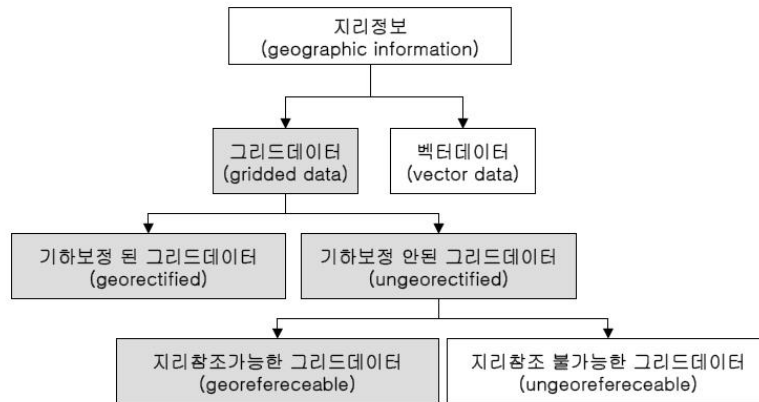 지리정보
(geographic information)
그리드데이터
(gridded data)
벡터데이터
(vector data)
기하보정 된 그리드데이터
(georectified)
기하보정 안된 그리드데이터
(ungeorectified)
지리참조가능한 그리드데이터
(georefereceable)
지리참조 불가능한 그리드데이터
(ungeorefereceable)